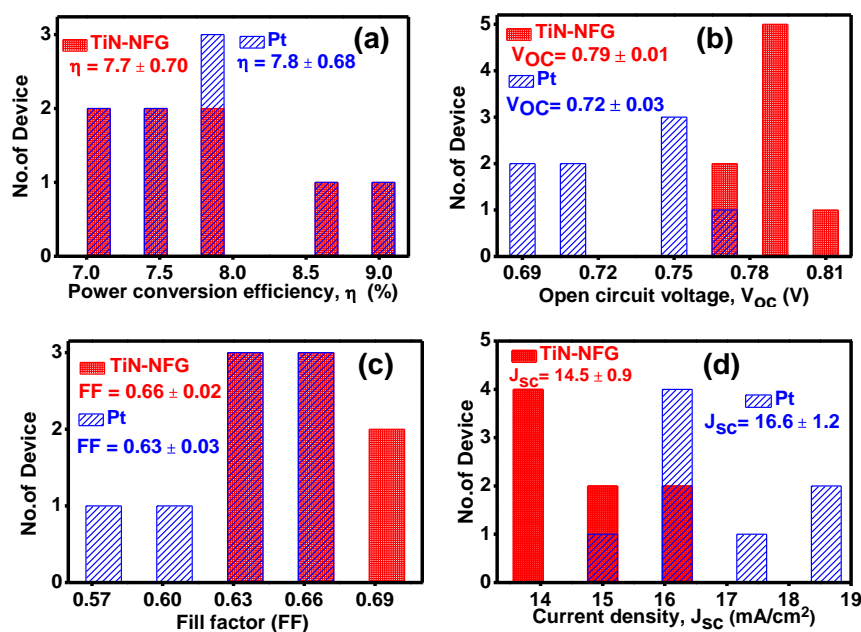 TiN-NFG
η = 7.7 ± 0.70
Pt
η = 7.8 ± 0.68
(a)
3
2
1
0
No.of Device
7.0 7.5 8.0 8.5 9.0
Power conversion efficiency, η (%)
TiN-NFG
V_OC= 0.79 ± 0.01
Pt
V_OC= 0.72 ± 0.03
(b)
5
4
3
2
1
0
No.of Device
0.69 0.72 0.75 0.78 0.81
Open circuit voltage, V_OC (V)
TiN-NFG
FF = 0.66 ± 0.02
Pt
FF = 0.63 ± 0.03
(c)
3
2
1
0
No.of Device
0.57 0.60 0.63 0.66 0.69
Fill factor (FF)
TiN-NFG
J_sc= 14.5 ± 0.9
Pt
J_sc= 16.6 ± 1.2
(d)
5
4
3
2
1
0
No.of Device
14 15 16 17 18 19
Current density, J_sc (mA/cm²)